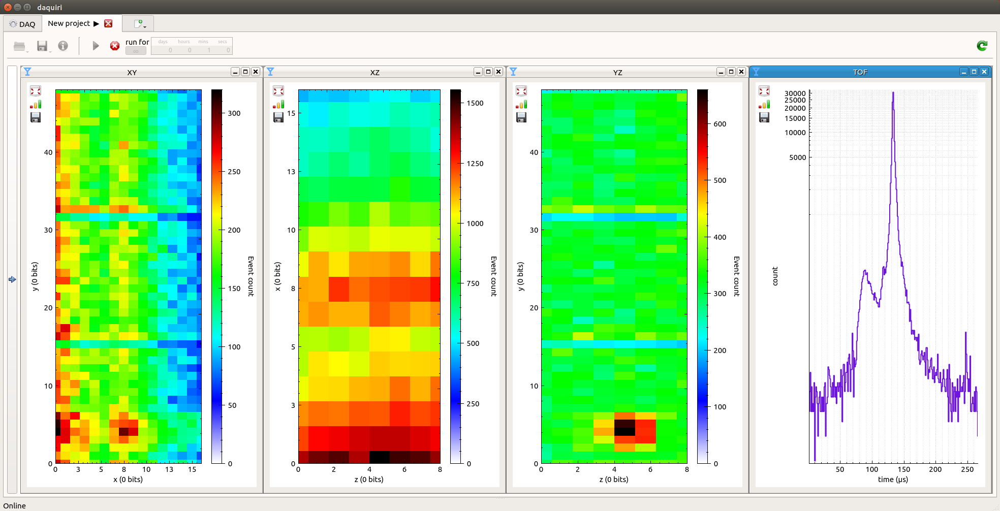 daquiri
DAQ
New project
run for
∞
days hours mins secs
0 0 1 0
XY
XZ
YZ
TOF
40
30
20
10
0
0 3 5 8 10 13 15
x (0 bits)
y (0 bits)
300
250
200
150
100
50
0
Event count
15
13
10
8
5
3
0
0 2 4 6 8
z (0 bits)
x (0 bits)
1500
1250
1000
750
500
250
0
Event count
40
30
20
10
0
0 2 4 6 8
z (0 bits)
y (0 bits)
600
500
400
300
200
100
0
Event count
30000
25000
20000
15000
10000
5000
count
50 100 150 200 250
time (µs)
Online